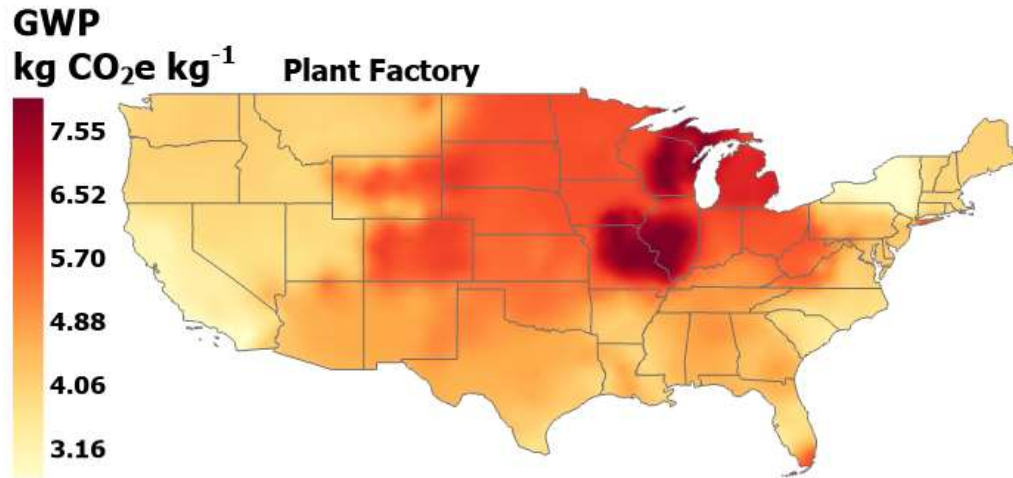 GWP
kg CO₂e kg⁻¹
Plant Factory
7.55
6.52
5.70
4.88
4.06
3.16